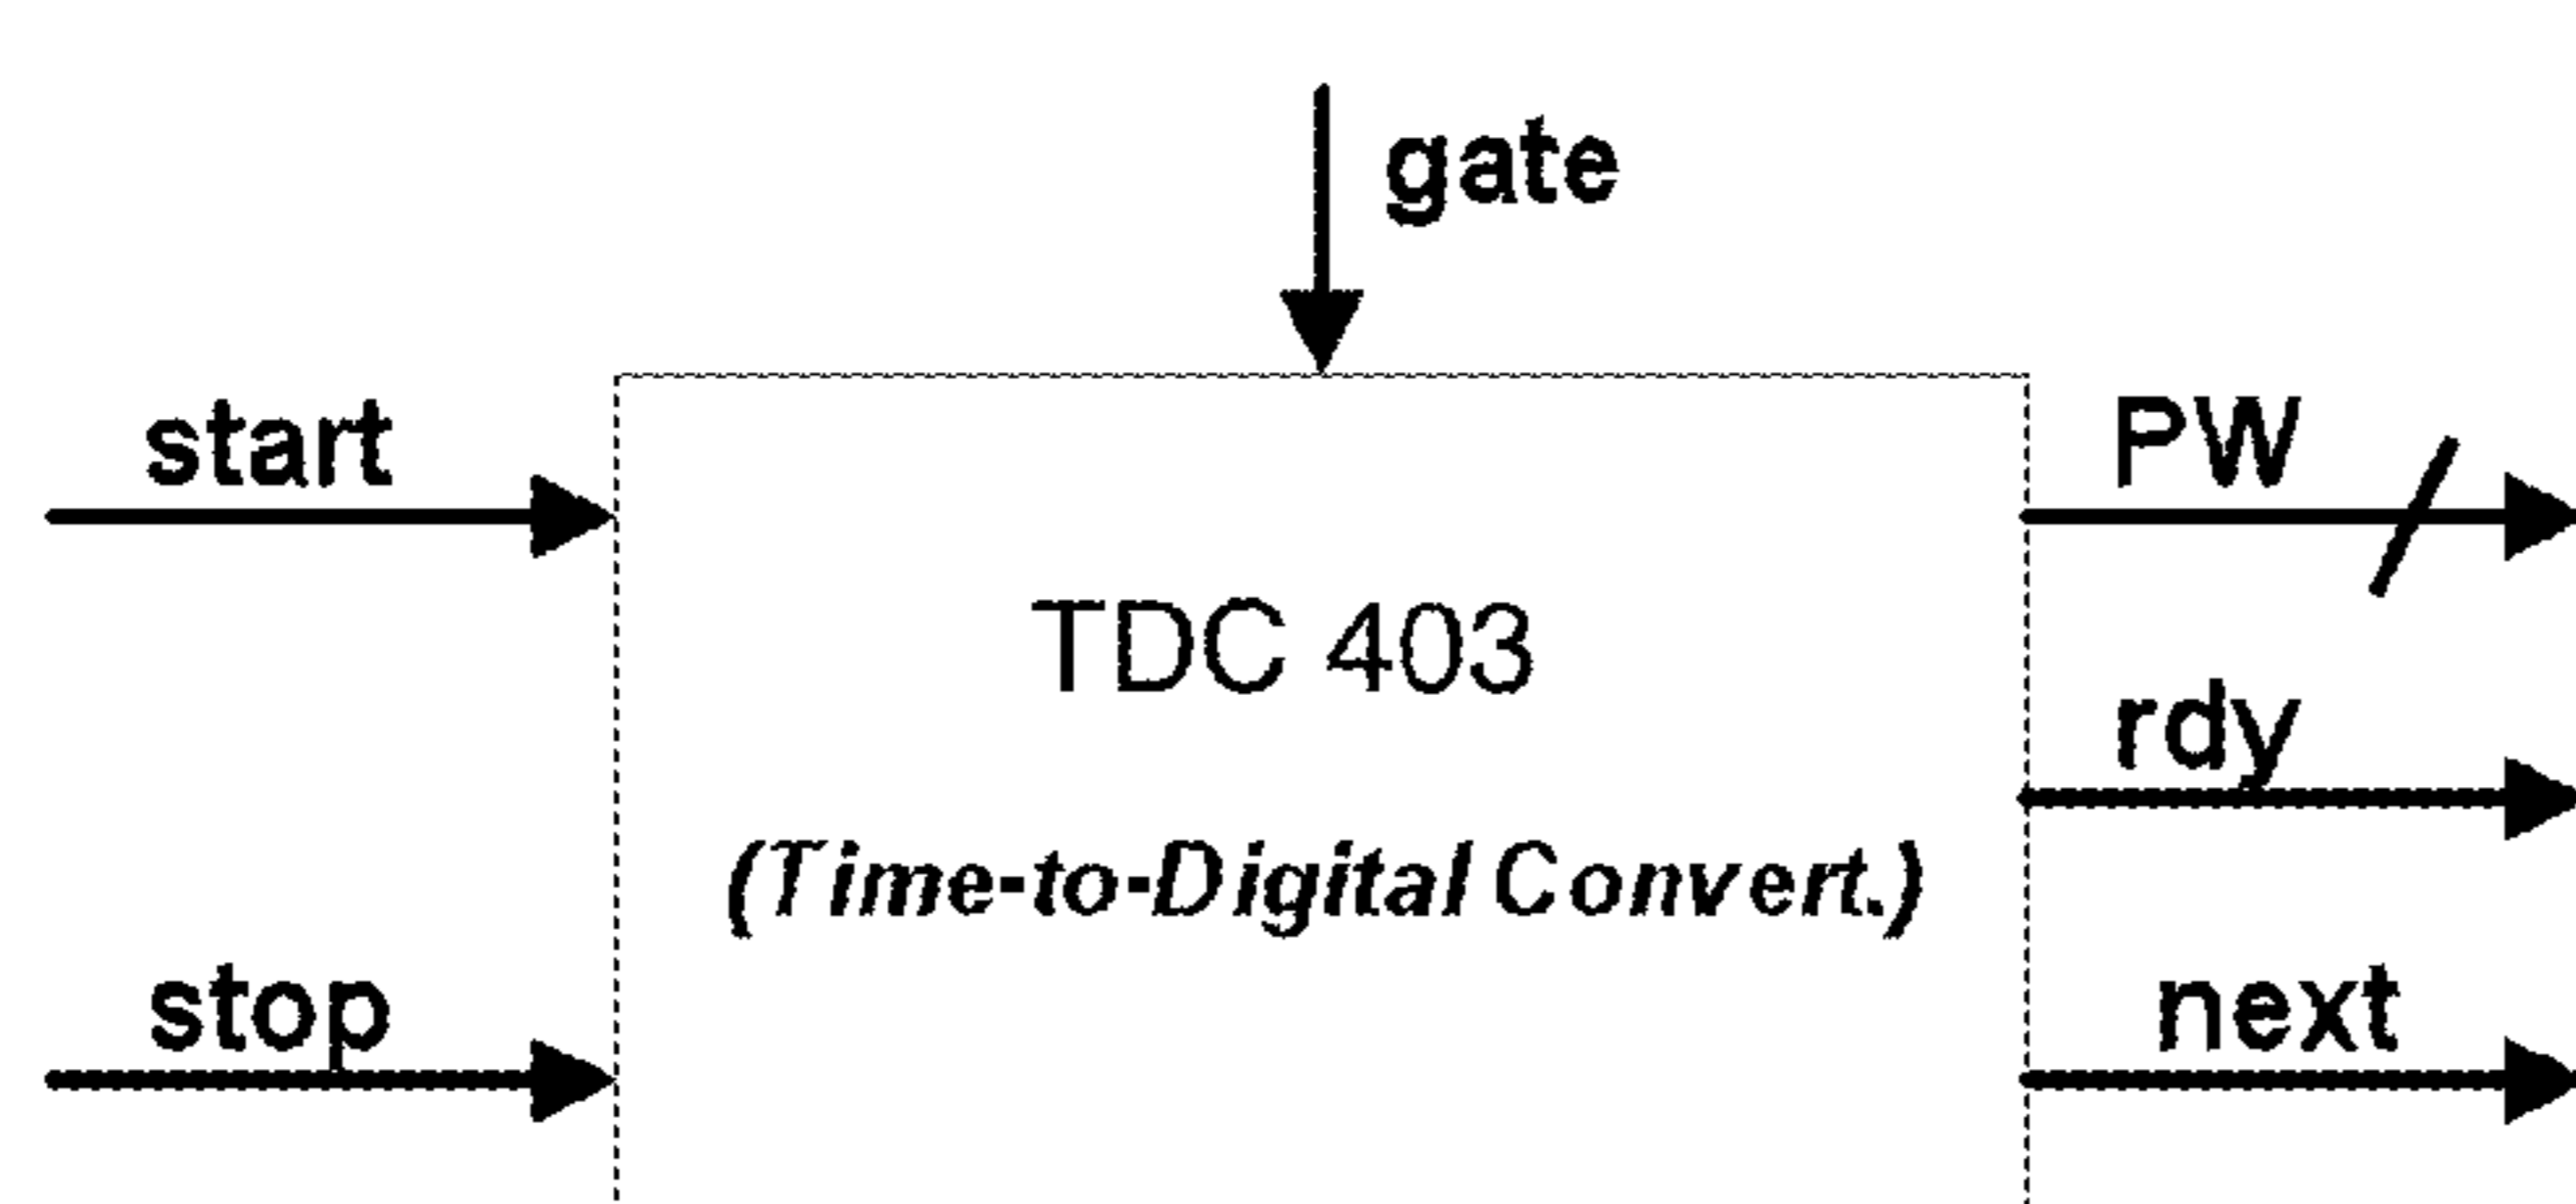 gate
start
PW
TDC 403
rdy
(Time-to-Digital Convert.)
stop
next